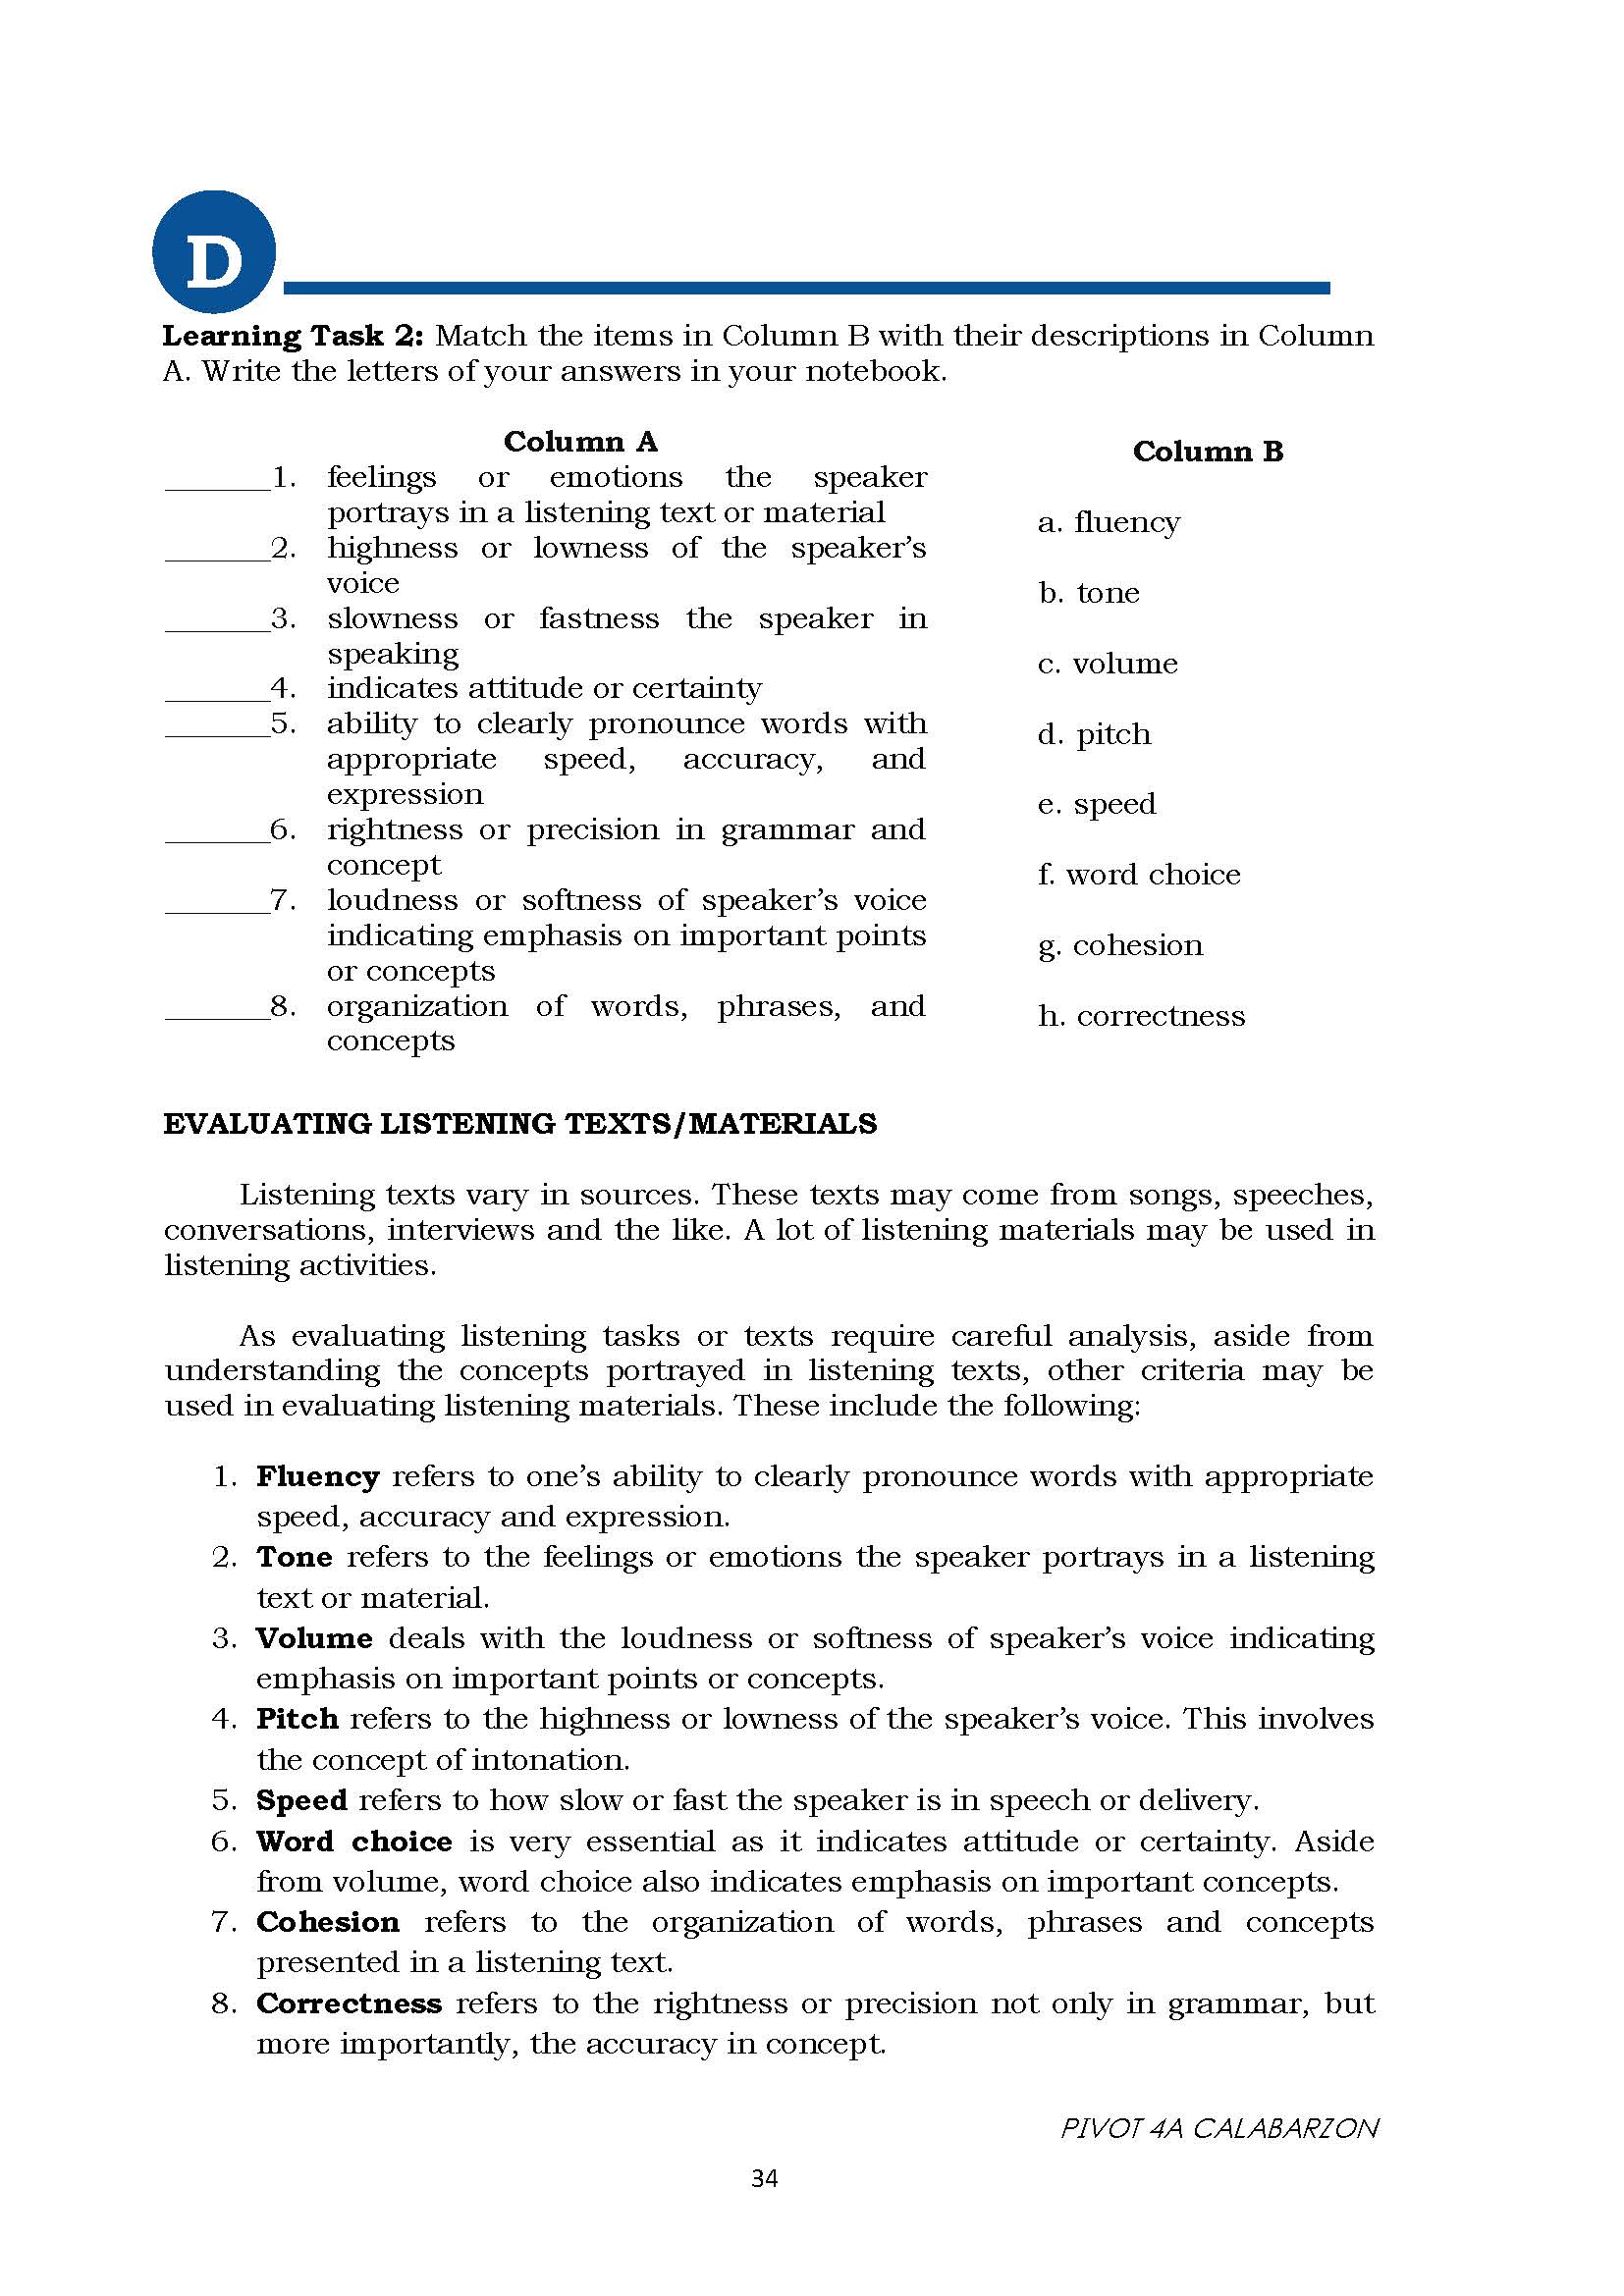 D
Learning Task 2: Match the items in Column B with their descriptions in Column
A. Write the letters of your answers in your notebook.
Column A
_______1. feelings or emotions the speaker
portrays in a listening text or material
_______2. highness or lowness of the speaker’s
voice
_______3. slowness or fastness the speaker in
speaking
_______4. indicates attitude or certainty
_______5. ability to clearly pronounce words with
appropriate speed, accuracy, and
expression
_______6. rightness or precision in grammar and
concept
_______7. loudness or softness of speaker’s voice
indicating emphasis on important points
or concepts
_______8. organization of words, phrases, and
concepts
Column B
a. fluency
b. tone
c. volume
d. pitch
e. speed
f. word choice
g. cohesion
h. correctness
EVALUATING LISTENING TEXTS/MATERIALS
Listening texts vary in sources. These texts may come from songs, speeches,
conversations, interviews and the like. A lot of listening materials may be used in
listening activities.
As evaluating listening tasks or texts require careful analysis, aside from
understanding the concepts portrayed in listening texts, other criteria may be
used in evaluating listening materials. These include the following:
1. Fluency refers to one’s ability to clearly pronounce words with appropriate
speed, accuracy and expression.
2. Tone refers to the feelings or emotions the speaker portrays in a listening
text or material.
3. Volume deals with the loudness or softness of speaker’s voice indicating
emphasis on important points or concepts.
4. Pitch refers to the highness or lowness of the speaker’s voice. This involves
the concept of intonation.
5. Speed refers to how slow or fast the speaker is in speech or delivery.
6. Word choice is very essential as it indicates attitude or certainty. Aside
from volume, word choice also indicates emphasis on important concepts.
7. Cohesion refers to the organization of words, phrases and concepts
presented in a listening text.
8. Correctness refers to the rightness or precision not only in grammar, but
more importantly, the accuracy in concept.
PIVOT 4A CALABARZON
34